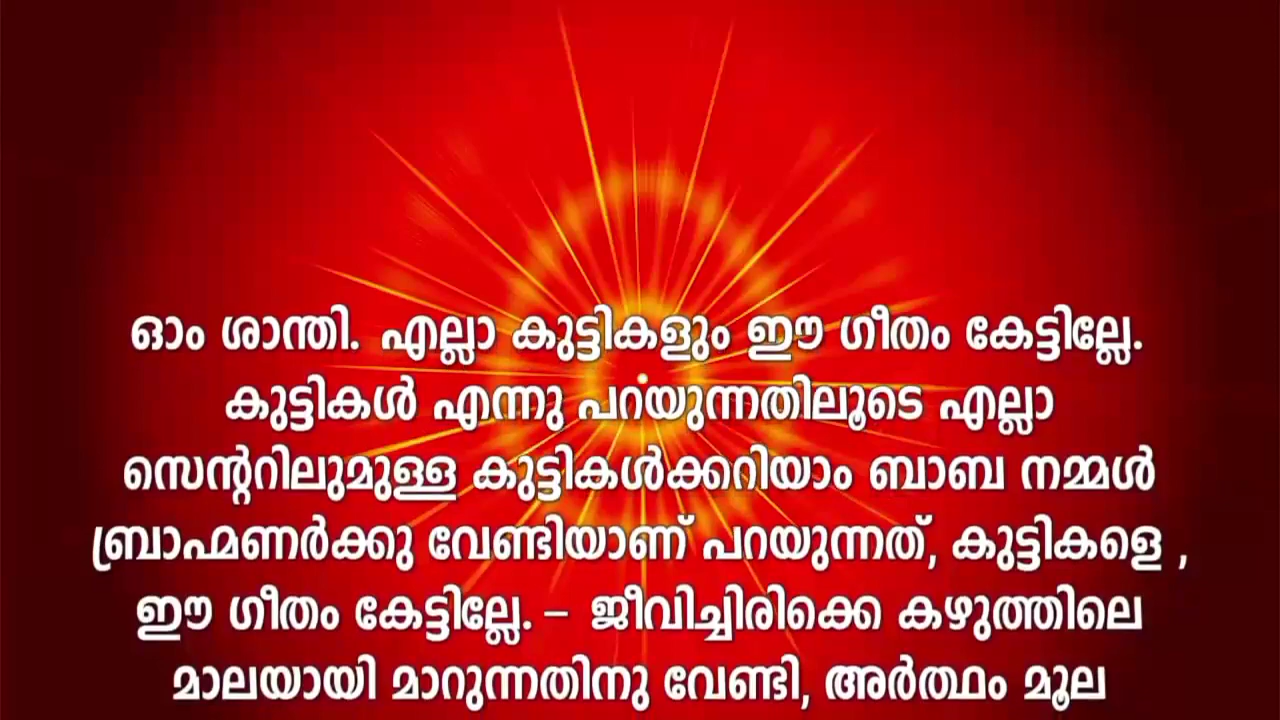 ഓം ശാന്തി. എല്ലാ കുട്ടികളും ഈ ഗീതം കേട്ടില്ലേ.
കുട്ടികൾ എന്നു പറയുന്നതിലൂടെ എല്ലാ
സെന്ററിലുമുള്ള കുട്ടികൾക്കറിയാം ബാബ നമ്മൾ
ബ്രാഹ്മണർക്കു വേണ്ടിയാണ് പറയുന്നത്, കുട്ടികളെ ,
ഈ ഗീതം കേട്ടില്ലേ. – ജീവിച്ചിരിക്കെ കഴുത്തിലെ
മാലയായി മാറുന്നതിനു വേണ്ടി, അർത്ഥം മൂല